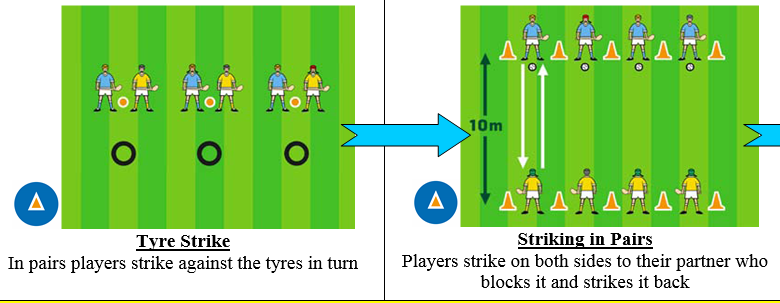 10m
Tyre Strike
In pairs players strike against the tyres in turn
Striking in Pairs
Players strike on both sides to their partner who
blocks it and strikes it back